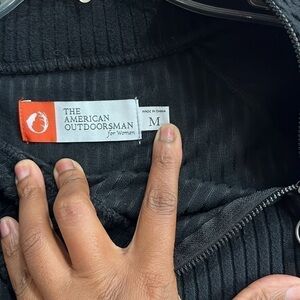 THE
AMERICAN
OUTDOORSMAN
for Women
MADE IN CHINA
M